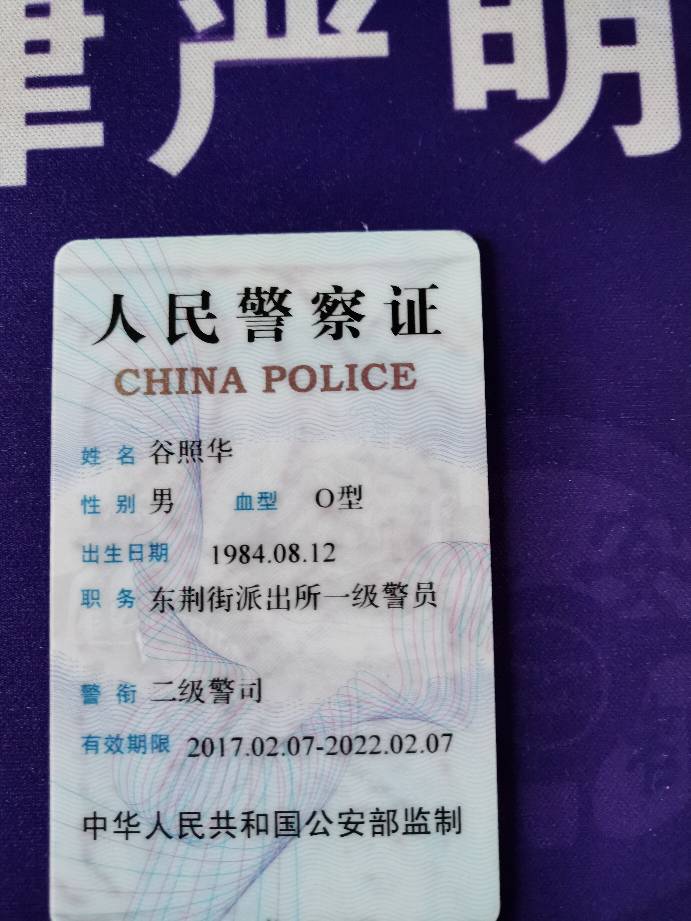 律严明
人民警察证
CHINA POLICE
姓名 谷照华
性别 男 血型 O型
出生日期 1984.08.12
职务 东荆街派出所一级警员
警衔 二级警司
有效期限 2017.02.07-2022.02.07
中华人民共和国公安部监制